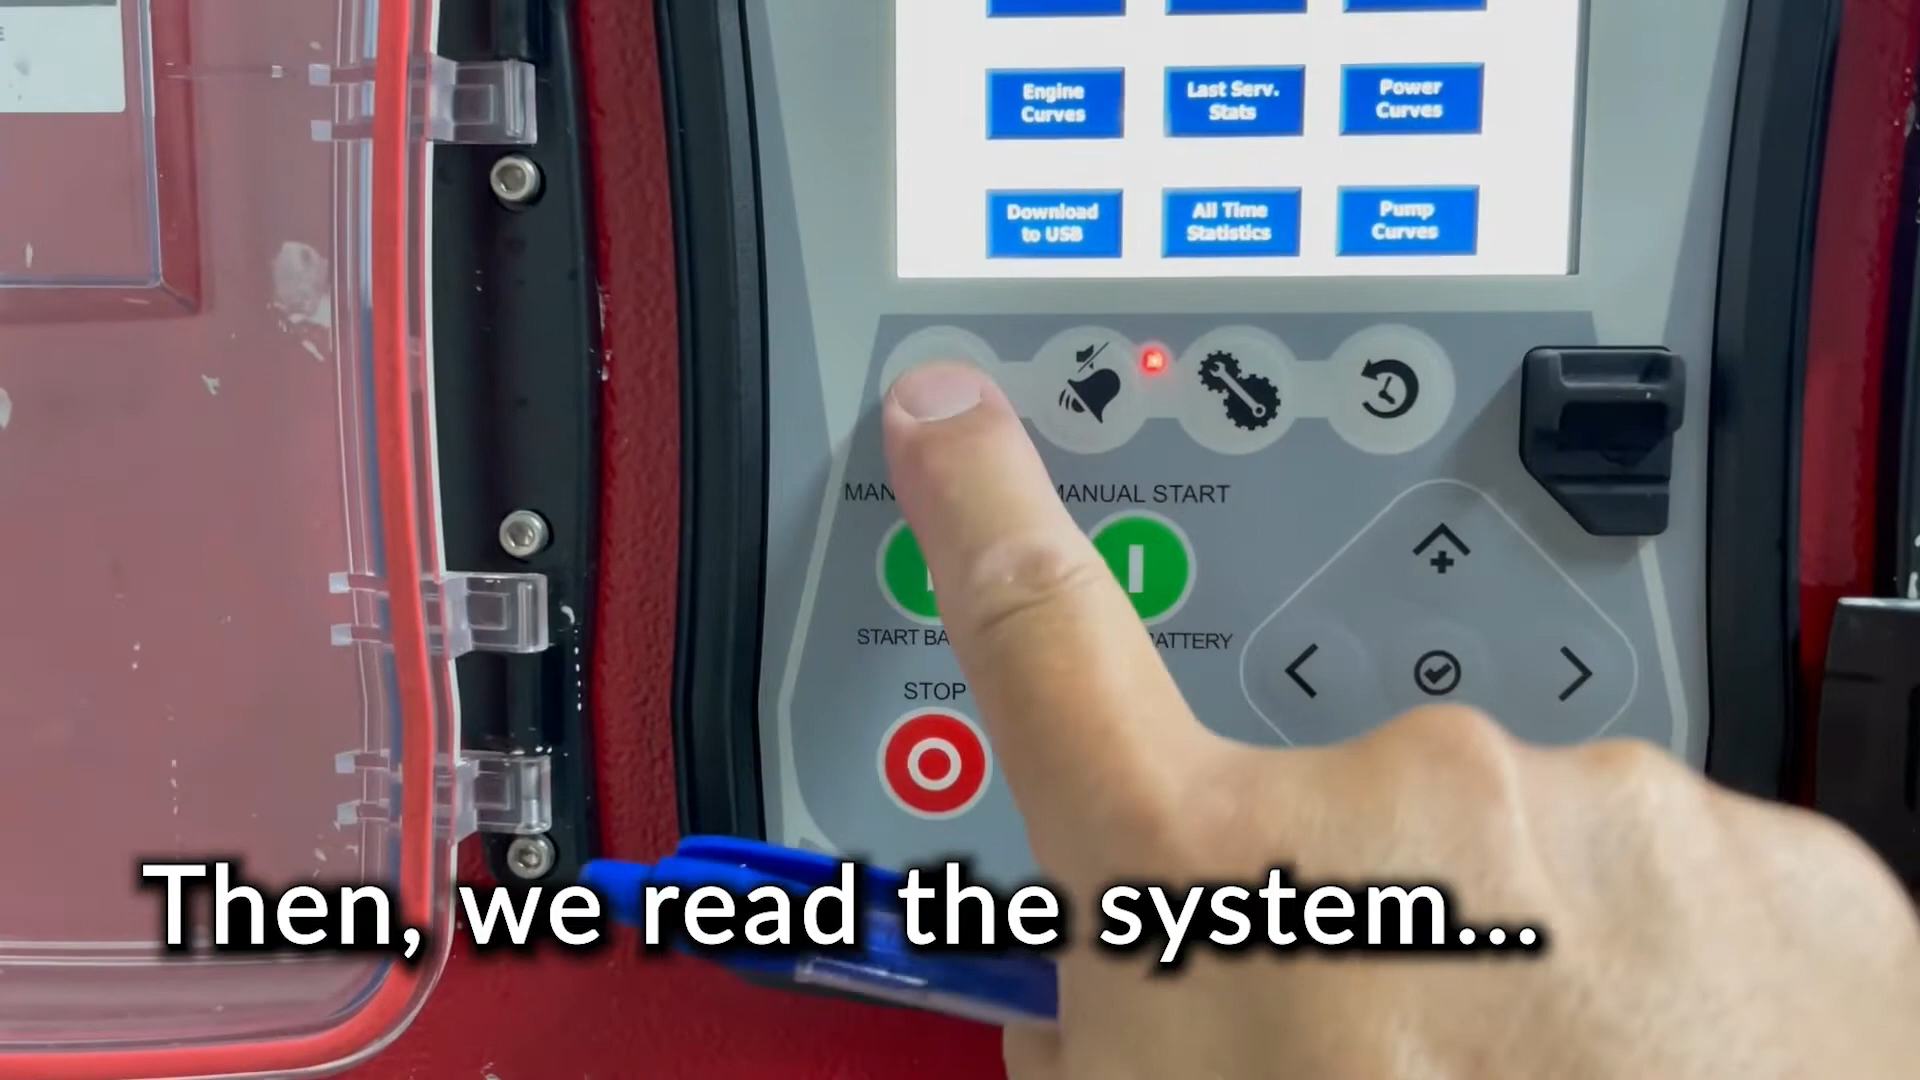 E
Engine
Curves
Last Serv.
Stats
Power
Curves
Download
to USB
All Time
Statistics
Pump
Curves
MAN
MANUAL START
START BA
BATTERY
STOP
Then, we read the system...